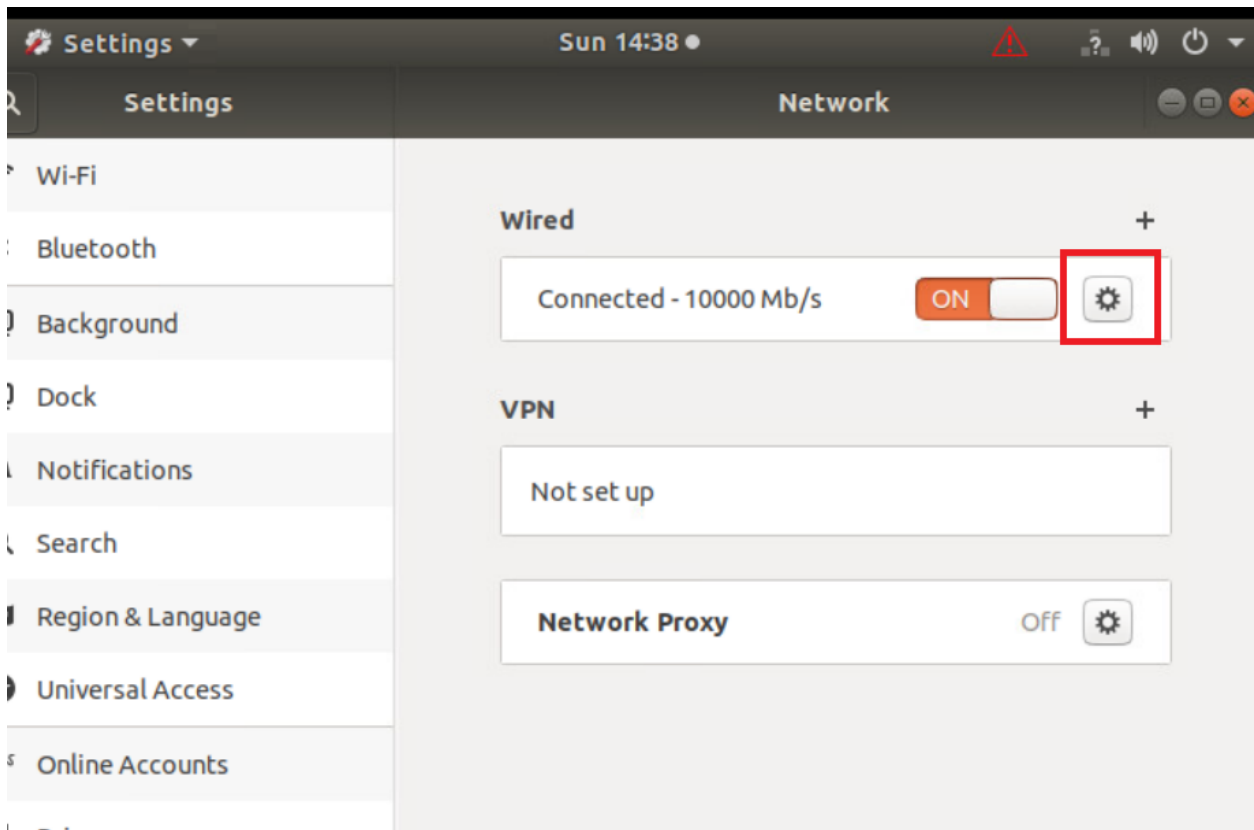 Settings
Sun 14:38
?
Settings
Network
Wi-Fi
Bluetooth
Background
Dock
Notifications
Search
Region & Language
Universal Access
Online Accounts
Wired
+
Connected - 10000 Mb/s
ON
VPN
+
Not set up
Network Proxy
Off